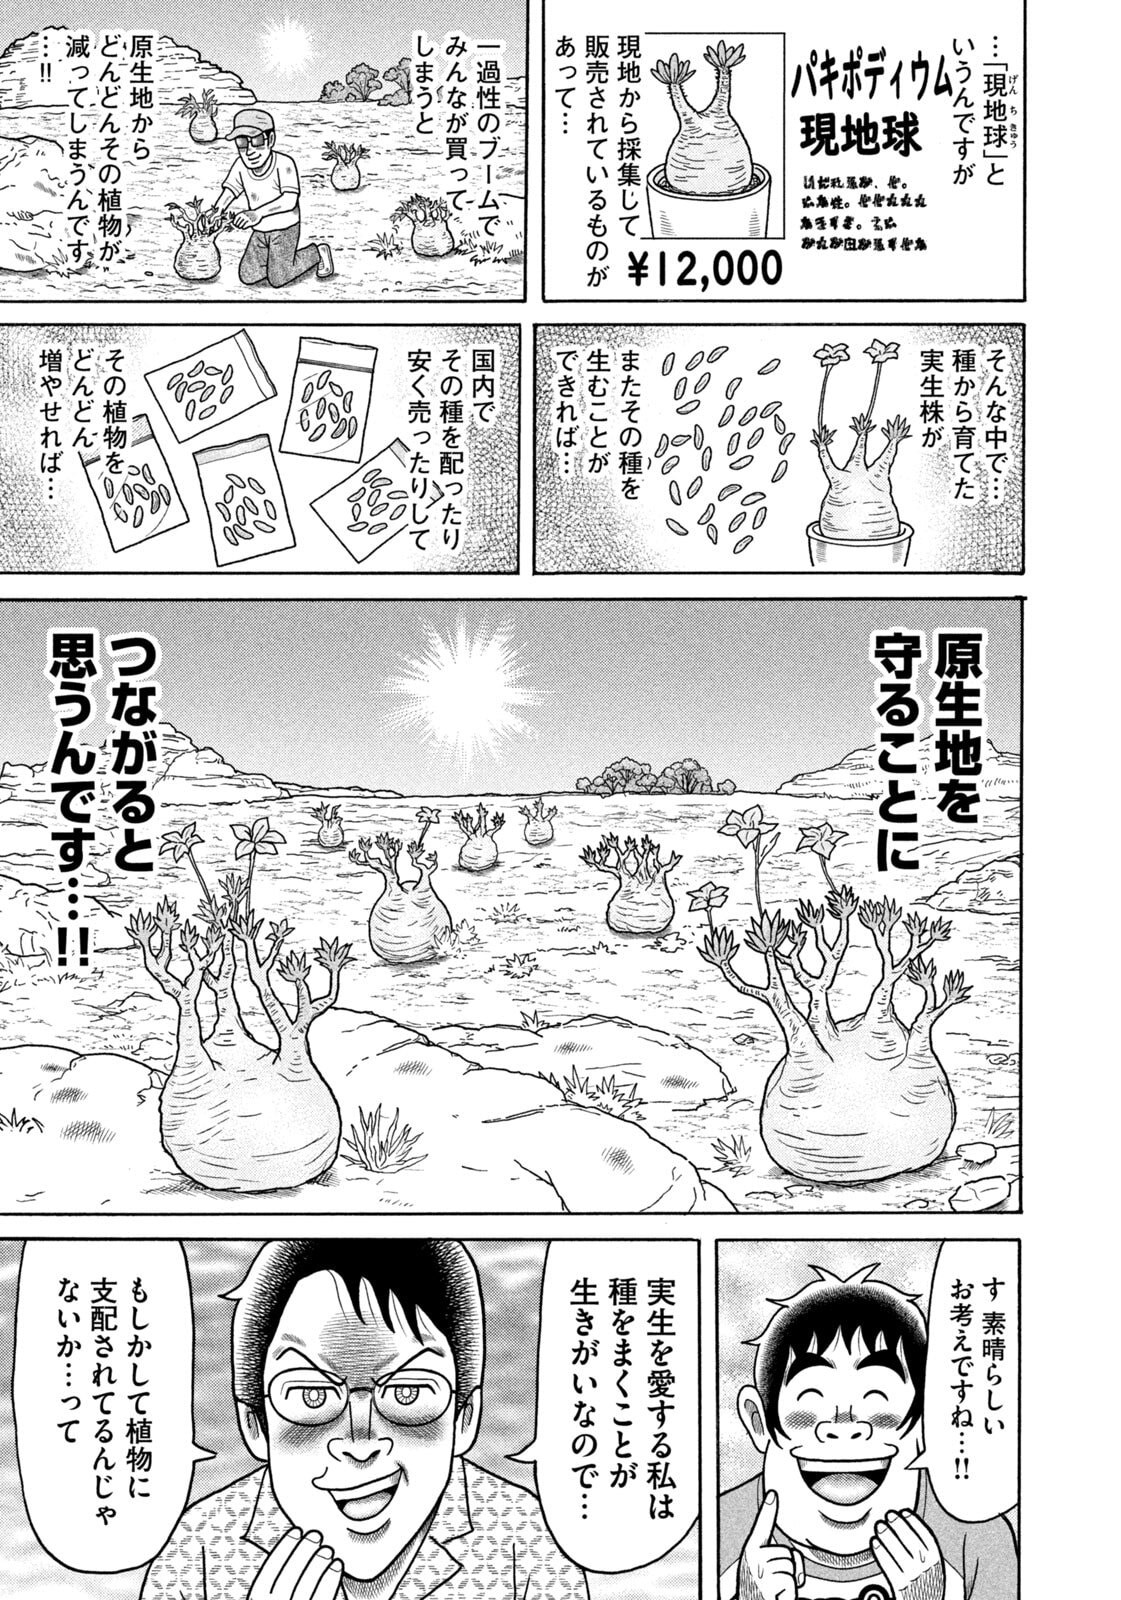 …「現地球」と
いうんですが
げんちきゅう
パキポディウム
現地球
¥12,000
現地から採集して
販売されているものが
あって…
一過性のブームで
みんなが買って
しまうと
原生地から
どんどんその植物が
減ってしまうんです
…!!
そんな中で…
種から育てた
実生株が
またその種を
生むことが
できれば…
国内で
その種を配ったり
安く売ったりして
その植物を
どんどん
増やせれば…
原生地を
守ることに
つながると
思うんです…!!
す 素晴らしい
お考えですね…!!
実生を愛する私は
種をまくことが
生きがいなので…
もしかして植物に
支配されてるんじゃ
ないか…って